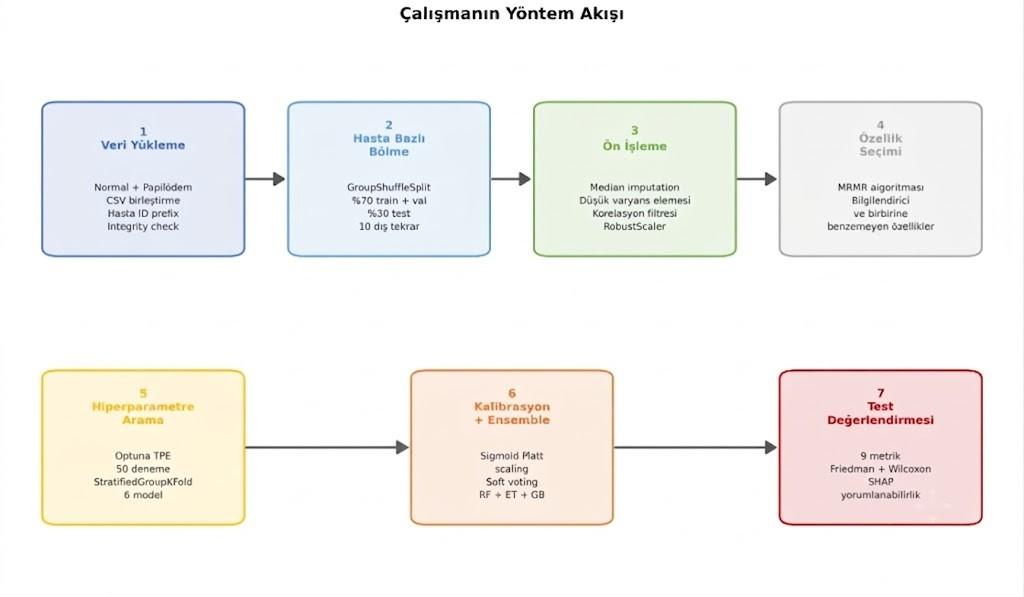 Çalışmanın Yöntem Akışı
1
Veri Yükleme
Normal + Papilödem
CSV birleştirme
Hasta ID prefix
Integrity check
2
Hasta Bazlı
Bölme
GroupShuffleSplit
%70 train + val
%30 test
10 dış tekrar
3
Ön İşleme
Median imputation
Düşük varyans elemesi
Korelasyon filtresi
RobustScaler
4
Özellik
Seçimi
MRMR aigoritması
Bilgilendirici
ve birbirine
benzemeyen özellikler
5
Hiperparametre
Arama
Optuna TPE
50 deneme
StratifiedGroupKFold
6 model
6
Kalibrasyon
+ Ensemble
Sigmoid Platt
scaling
Soft voting
RF + ET + GB
7
Test
Değerlendirmesi
9 metrik
Friedman + Wilcoxon
SHAP
yorumlanabilirlik